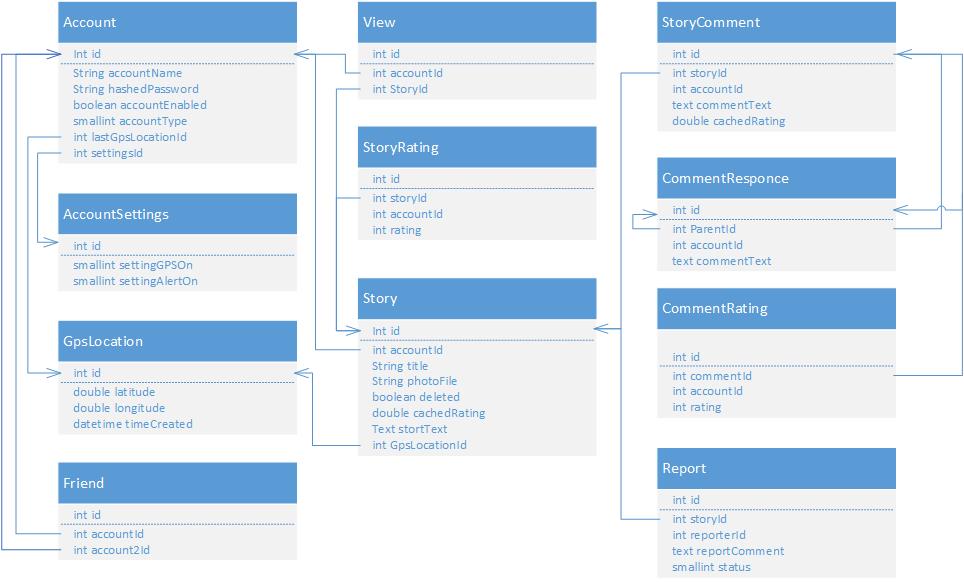 Account
Int id
String accountName
String hashedPassword
boolean accountEnabled
smallint accountType
int lastGpsLocationId
int settingsId
AccountSettings
int id
smallint settingGPSOn
smallint settingAlertOn
GpsLocation
int id
double latitude
double longitude
datetime timeCreated
Friend
int id
int accountId
int account2Id
View
int id
int accountId
int StoryId
StoryRating
int id
int storyId
int accountId
int rating
Story
Int id
int accountId
String title
String photoFile
boolean deleted
double cachedRating
Text stortText
int GpsLocationId
StoryComment
int id
int storyId
int accountId
text commentText
double cachedRating
CommentResponce
int id
int ParentId
int accountId
text commentText
CommentRating
int id
int commentId
int accountId
int rating
Report
int id
int storyId
int reporterId
text reportComment
smallint status